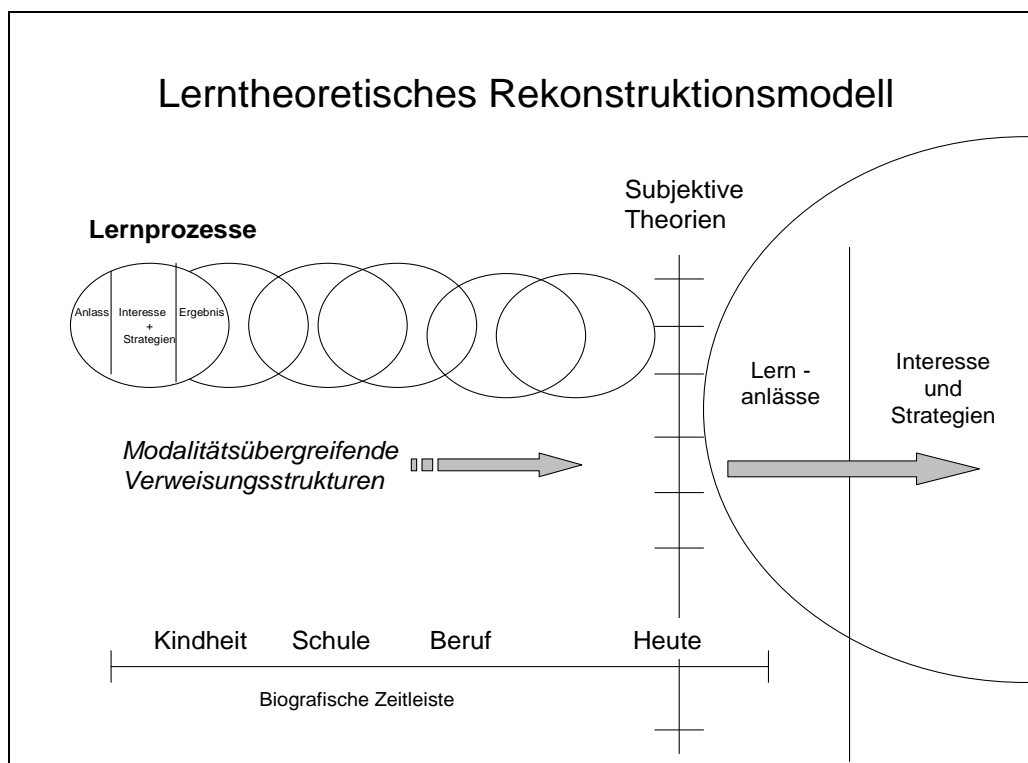 Lerntheoretisches Rekonstruktionsmodell
Subjektive
Theorien
Lernprozesse
Anlass
Interesse
+
Strategien
Ergebnis
Lern -
anlässe
Interesse
und
Strategien
Modalitätsübergreifende
Verweisungsstrukturen
Kindheit
Schule
Beruf
Heute
Biografische Zeitleiste